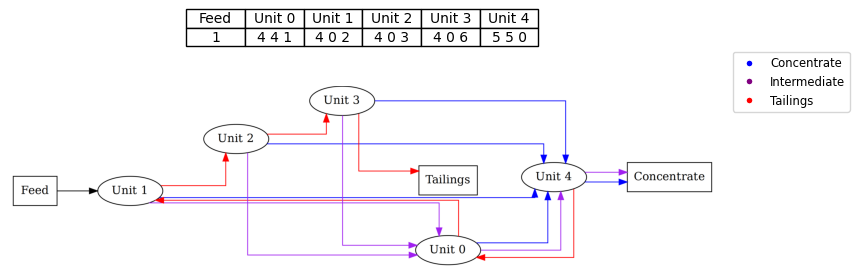 Feed Unit 0 Unit 1 Unit 2 Unit 3 Unit 4
1 4 4 1 4 0 2 4 0 3 4 0 6 5 5 0
Concentrate
Intermediate
Tailings
Unit 3
Unit 2
Tailings
Unit 4
Concentrate
Feed
Unit 1
Unit 0